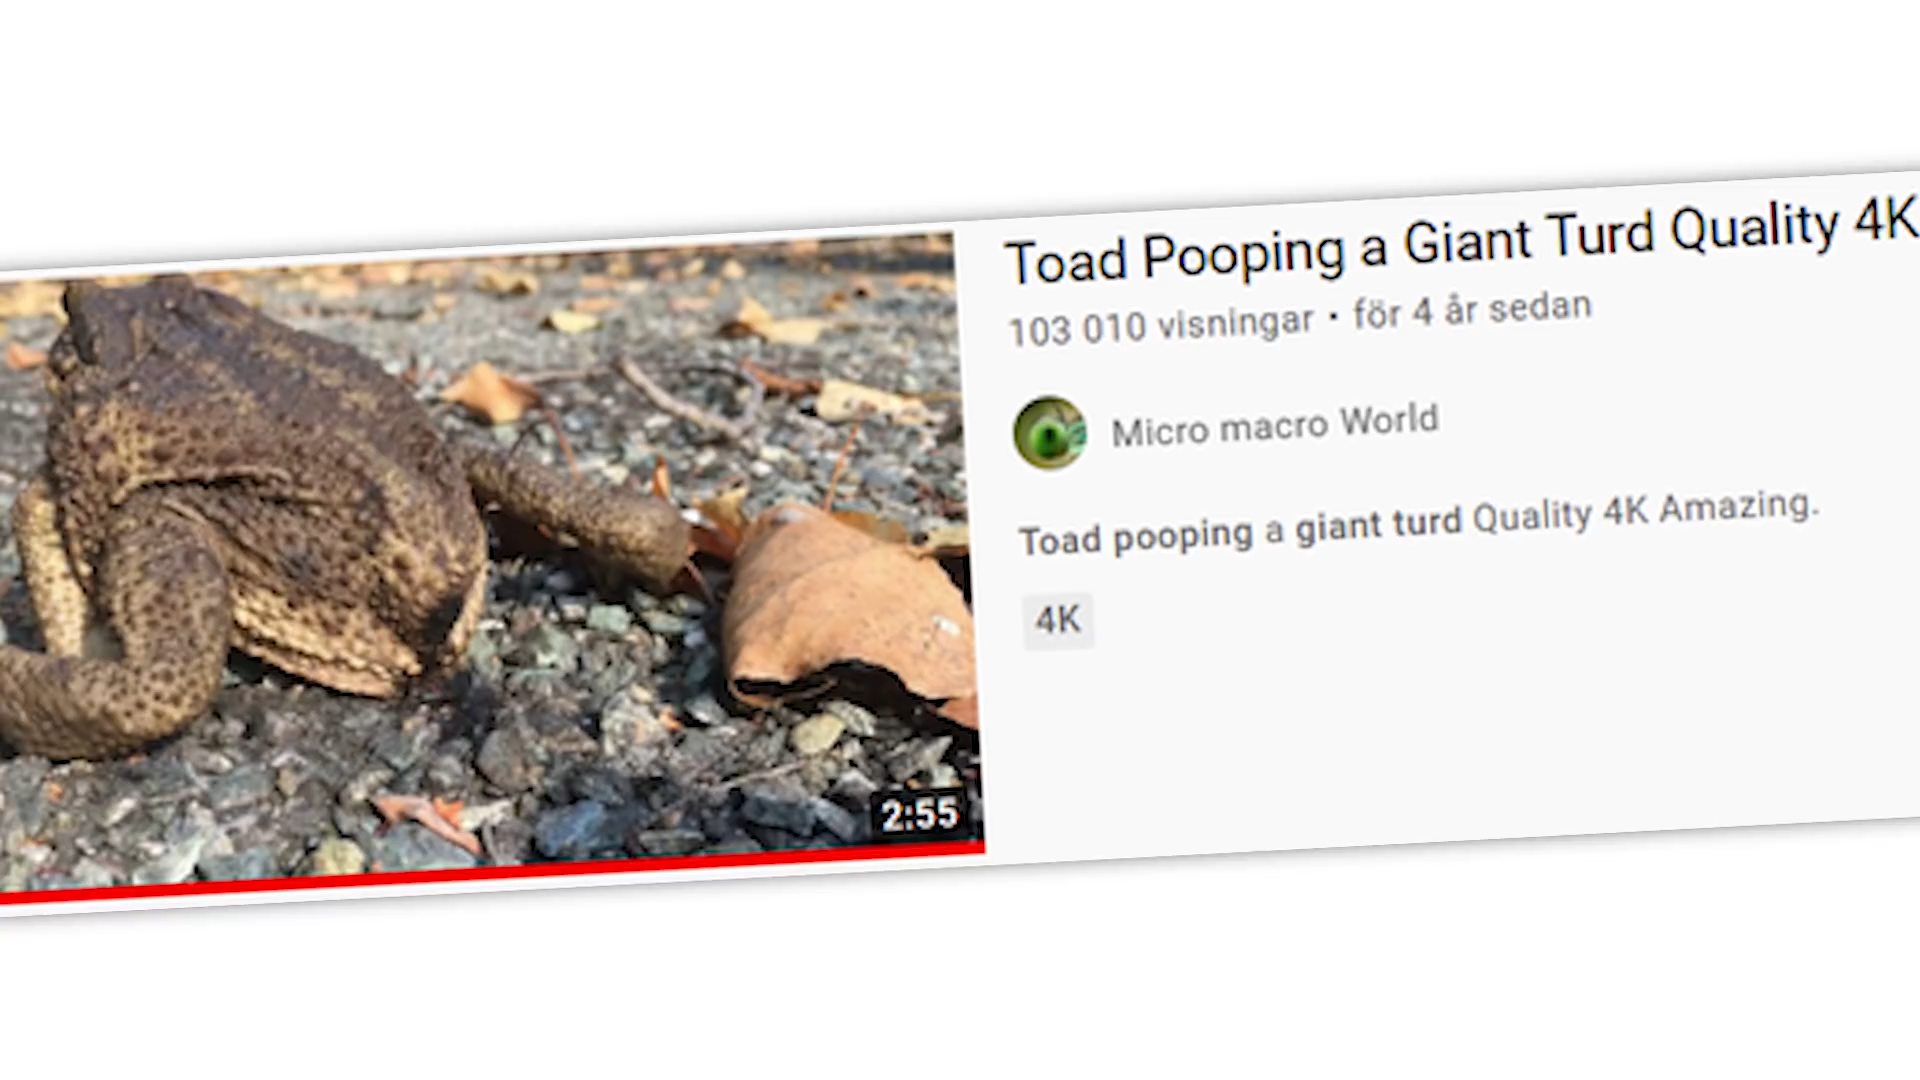 Toad Pooping a Giant Turd Quality 4K
103 010 visningar • för 4 år sedan
Micro macro World
Toad pooping a giant turd Quality 4K Amazing.
4K
2:55